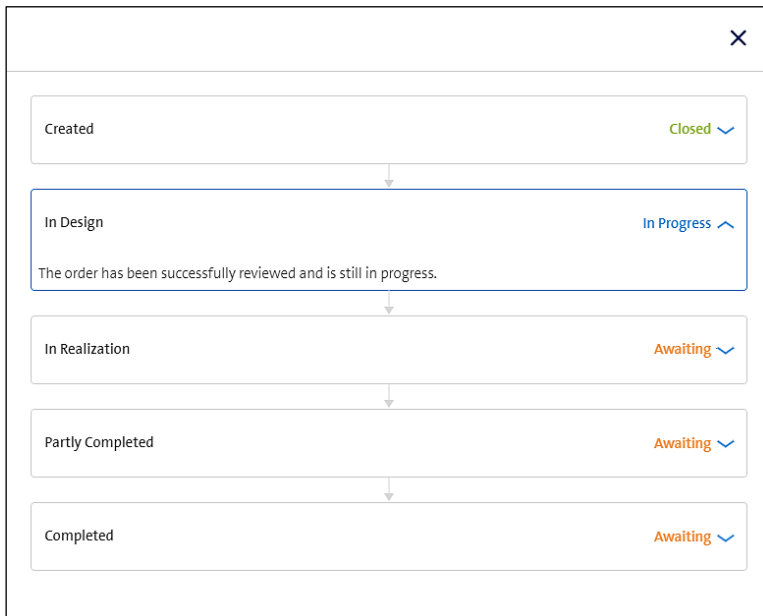 Created Closed
In Design In Progress
The order has been successfully reviewed and is still in progress.
In Realization Awaiting
Partly Completed Awaiting
Completed Awaiting